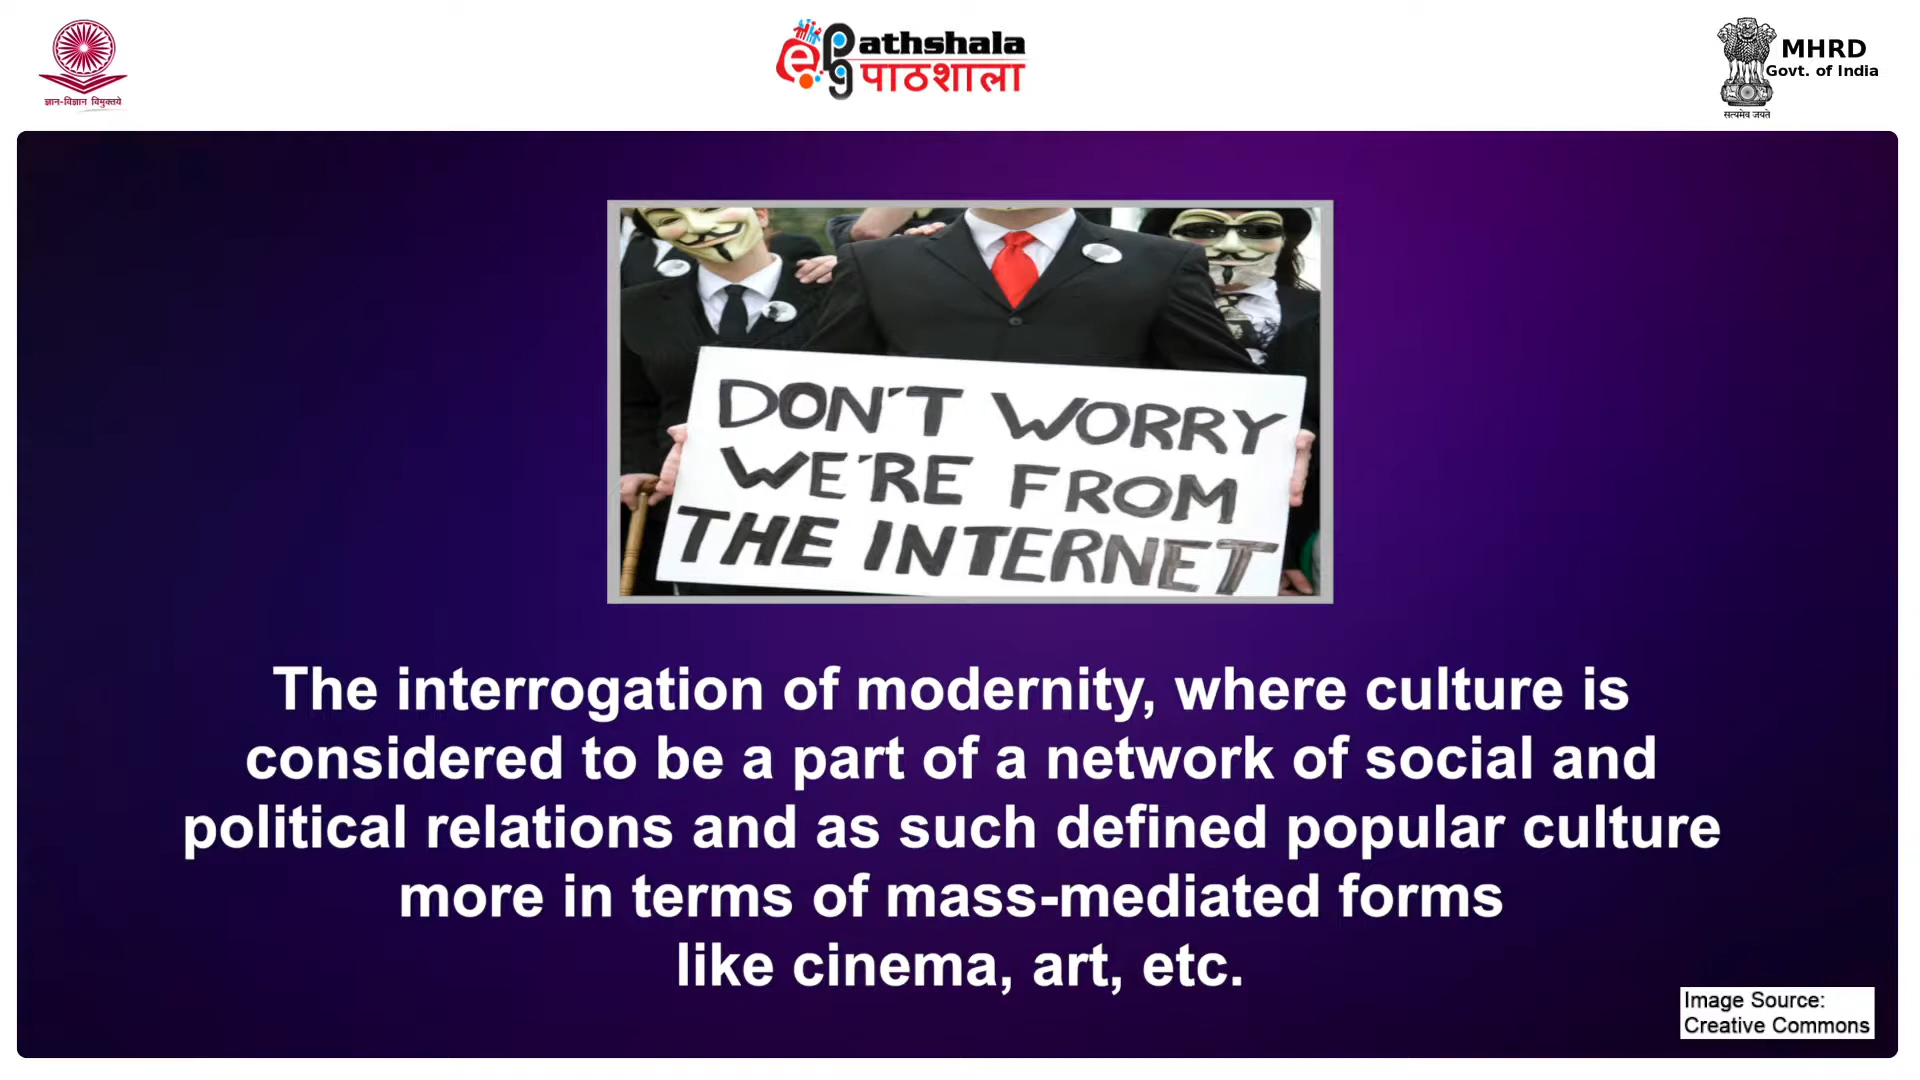 ज्ञान-विज्ञान विमुक्तये
ePg athshala
पाठशाला
MHRD
Govt. of India
सत्यमेव जयते
DON'T WORRY
WE'RE FROM
THE INTERNET
The interrogation of modernity, where culture is
considered to be a part of a network of social and
political relations and as such defined popular culture
more in terms of mass-mediated forms
like cinema, art, etc.
Image Source:
Creative Commons